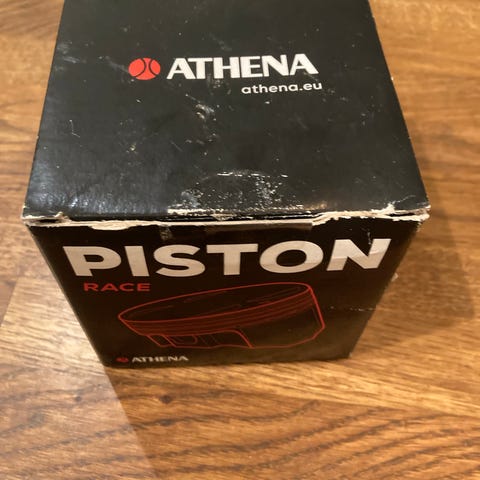 ATHENA
athena.eu
PISTON
RACE
ATHENA